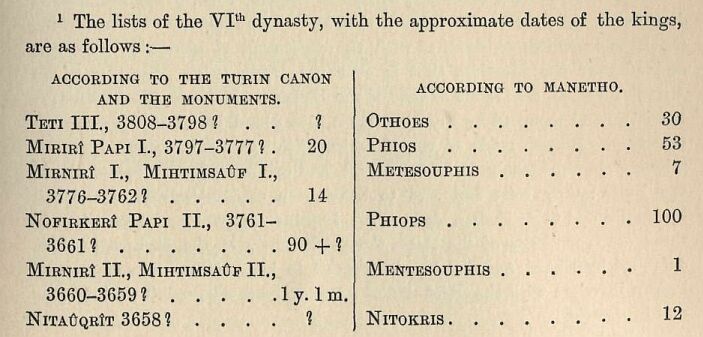 ¹ The lists of the VIth dynasty, with the approximate dates of the kings,
are as follows :—
ACCORDING TO THE TURIN CANON
AND THE MONUMENTS.
TETI III., 3808–3798 ? . . ?
MIRIRÎ PAPI I., 3797–3777 ? . 20
MIRNIRÎ I., MIHTIMSAÛF I.,
3776–3762 ? . . . . . 14
NOFIRKERÎ PAPI II., 3761–
3661 ? . . . . . . . 90 + ?
MIRNIRÎ II., MIHTIMSAÛF II.,
3660–3659 ? . . . . . 1 y. 1 m.
NITAÛQRÎT 3658 ? . . . . ?
ACCORDING TO MANETHO.
OTHOES . . . . . . . . 30
PHIOS . . . . . . . . 53
METESOUPHIS . . . . . . 7
PHIOPS . . . . . . . . 100
MENTESOUPHIS . . . . . . 1
NITOKRIS . . . . . . . . 12